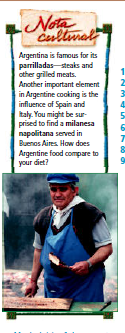 Nota
cultural
Argentina is famous for its
parrilladas—steaks and
other grilled meats.
Another important element
in Argentine cooking is the
influence of Spain and
Italy. You might be sur-
prised to find a milanesa
napolitana served in
Buenos Aires. How does
Argentine food compare to
your diet?
1
2
3
4
5
6
7
8
9